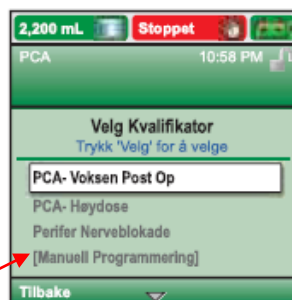 2,200 mL Stoppet
PCA 10:58 PM
Velg Kvalifikator
Trykk 'Velg' for å velge
PCA- Voksen Post Op
PCA- Høydose
Perifer Nerveblokade
[Manuell Programmering]
Tilbake